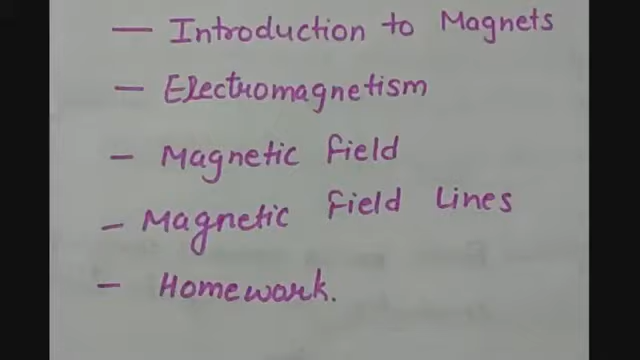 — Introduction to Magnets
— Electromagnetism
— Magnetic Field
— Magnetic Field Lines
— Homework.